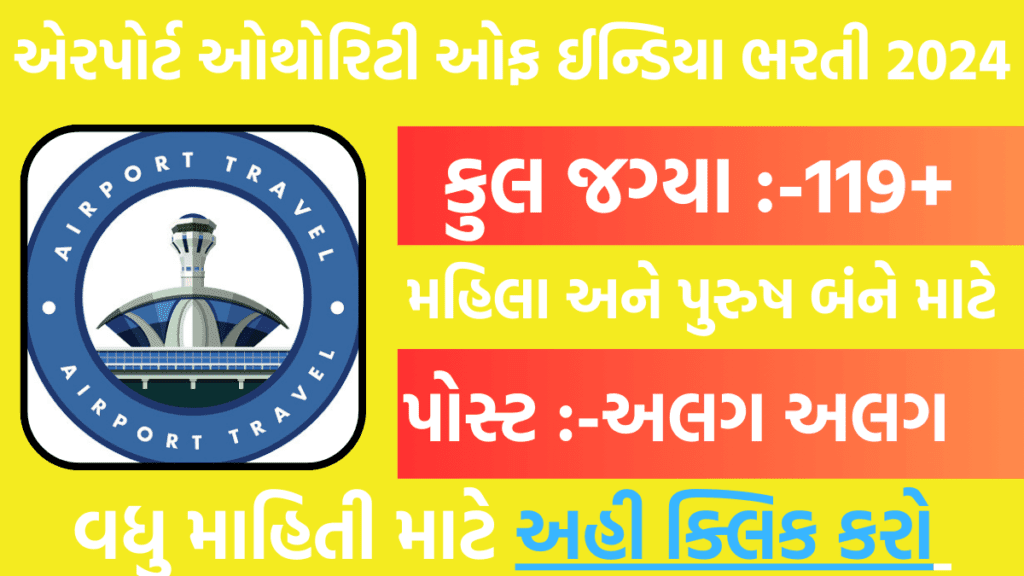 એરપોર્ટ ઓથોરિટી ઓફ ઈન્ડિયા ભરતી 2024
AIRPORT TRAVEL
AIRPORT TRAVEL
કુલ જગ્યા :-119+
મહિલા અને પુરુષ બંને માટે
પોસ્ટ :-અલગ અલગ
વધુ માહિતી માટે અહી ક્લિક કરો